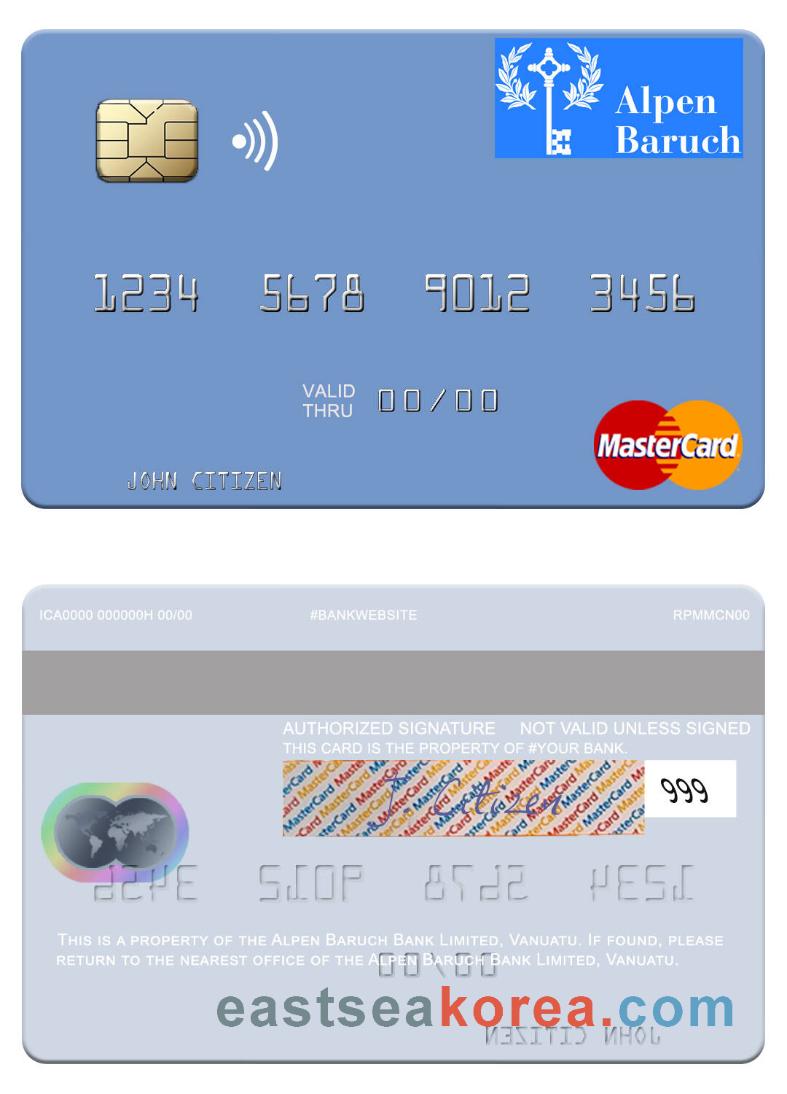 Alpen
Baruch
1234 5678 9012 3456
VALID
THRU
00/00
MasterCard
JOHN CITIZEN
ICA0000 000000H 00/00 #BANKWEBSITE RPMMCN00
AUTHORIZED SIGNATURE NOT VALID UNLESS SIGNED
THIS CARD IS THE PROPERTY OF #YOUR BANK.
J Citizen
999
THIS IS A PROPERTY OF THE ALPEN BARUCH BANK LIMITED, VANUATU. IF FOUND, PLEASE
RETURN TO THE NEAREST OFFICE OF THE ALPEN BARUCH BANK LIMITED, VANUATU.
eastseakorea.com